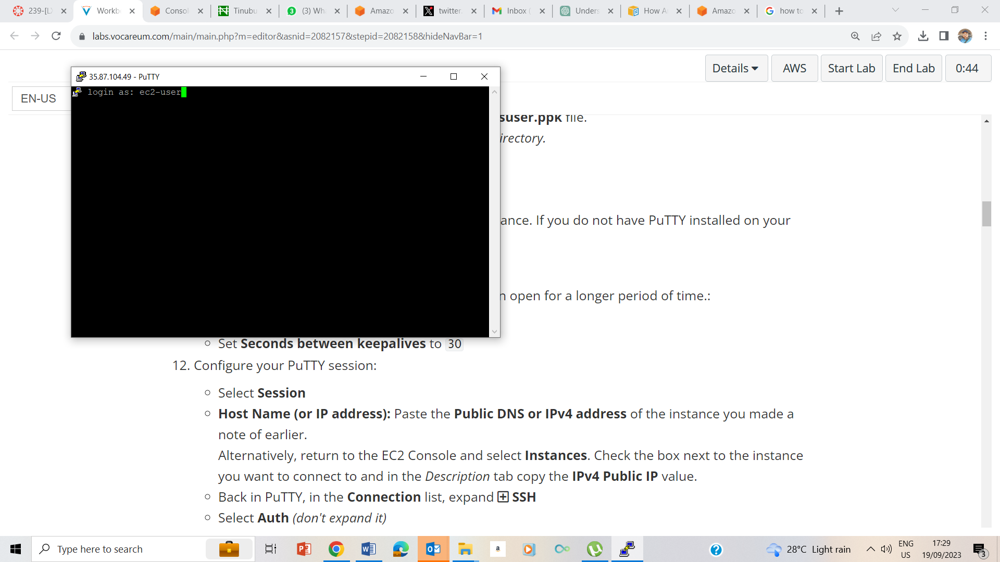 239-[LX
Workb
Consol
Tinubu
(3) Wh
Amazo
twitter.
Inbox (
Unders
How A
Amazo
how to
labs.vocareum.com/main/main.php?m=editor&asnid=2082157&stepid=2082158&hideNavBar=1
Details
AWS
Start Lab
End Lab
0:44
35.87.104.49 - PuTTY
login as: ec2-user
EN-US
suser.ppk file.
irectory.
ance. If you do not have PuTTY installed on your
n open for a longer period of time.:
Set Seconds between keepalives to 30
12. Configure your PuTTY session:
Select Session
Host Name (or IP address): Paste the Public DNS or IPv4 address of the instance you made a
note of earlier.
Alternatively, return to the EC2 Console and select Instances. Check the box next to the instance
you want to connect to and in the Description tab copy the IPv4 Public IP value.
Back in PuTTY, in the Connection list, expand SSH
Select Auth (don't expand it)
Type here to search
28°C Light rain
ENG
US
17:29
19/09/2023
3